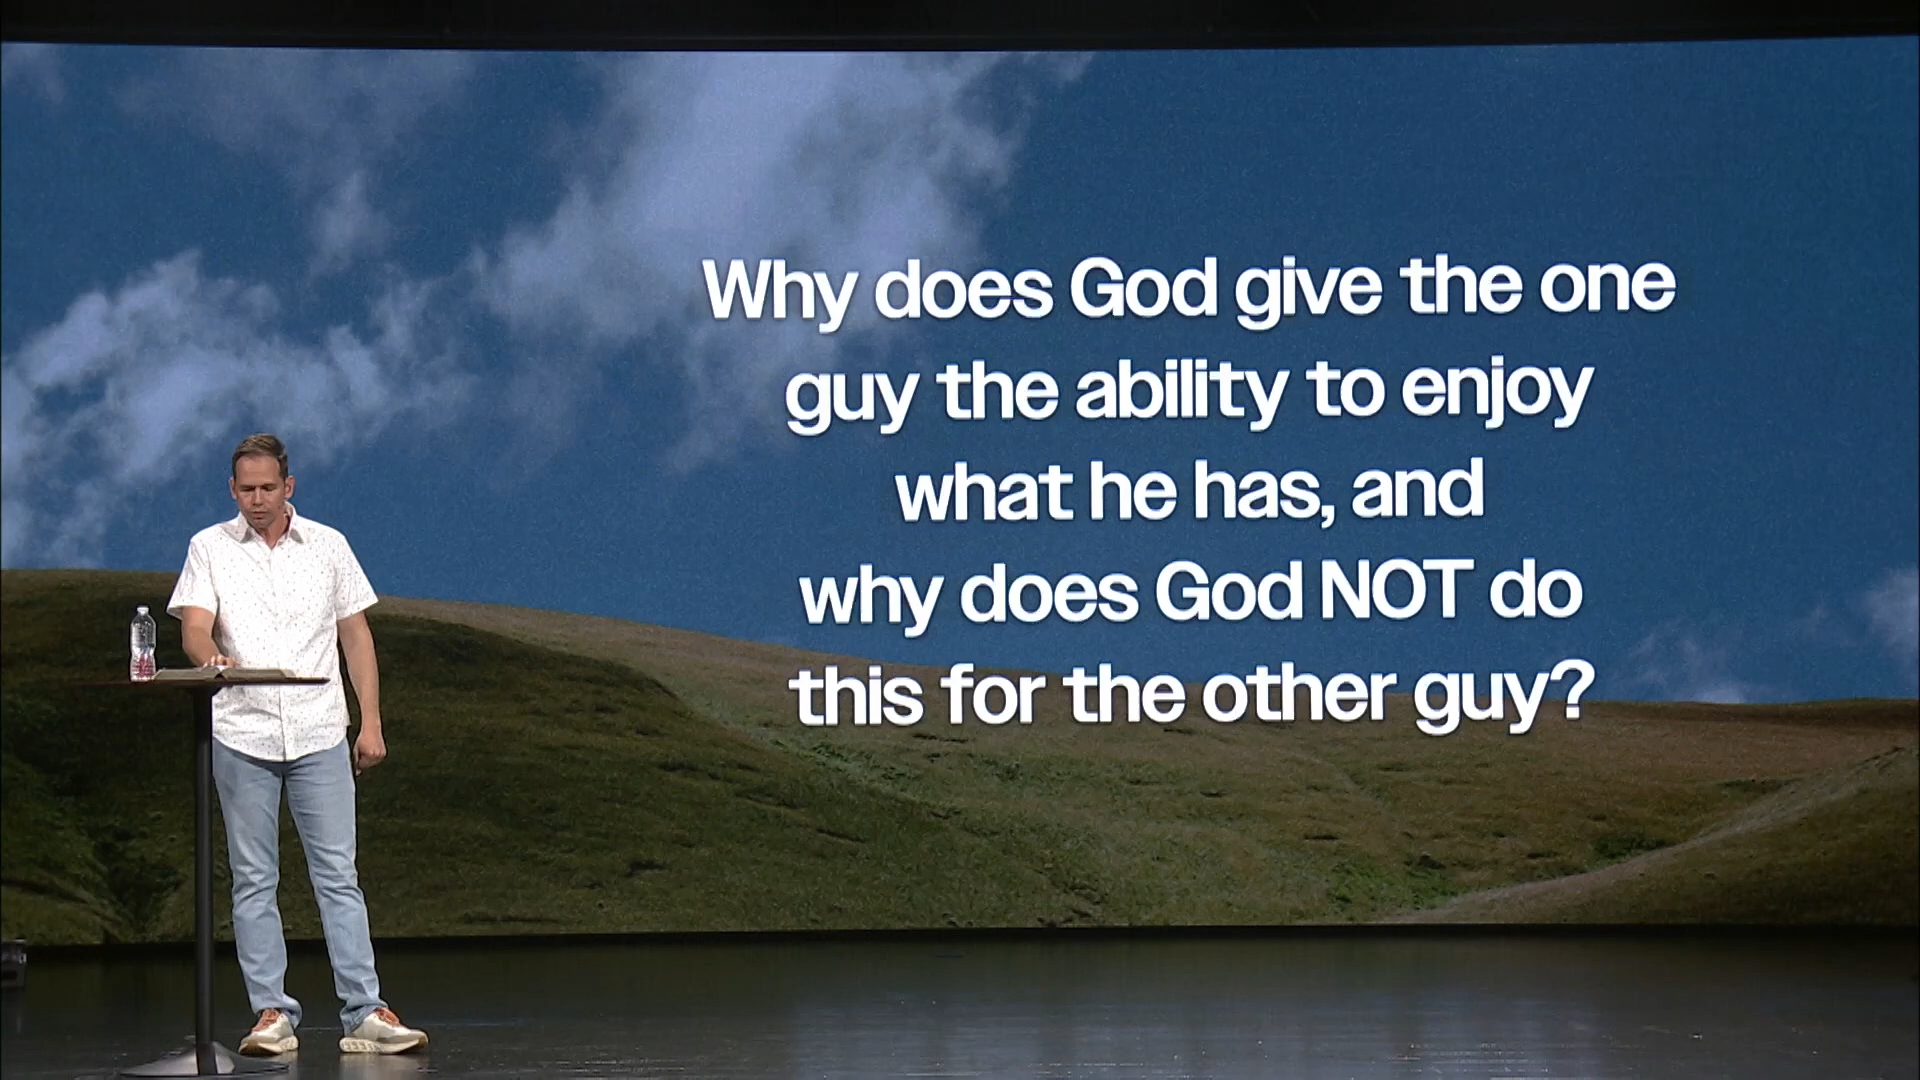 Why does God give the one
guy the ability to enjoy
what he has, and
why does God NOT do
this for the other guy?